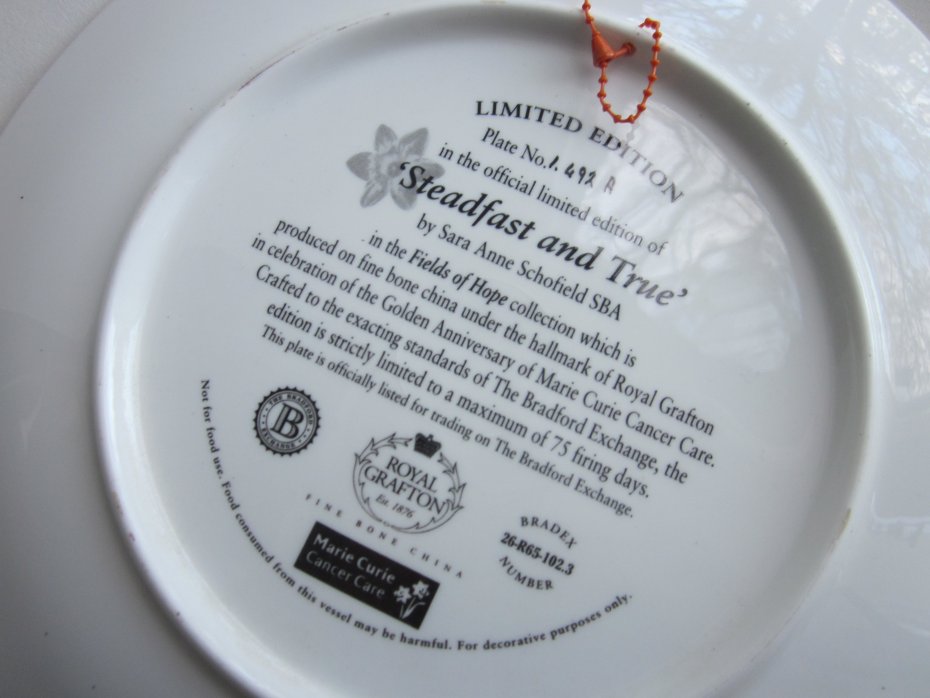 LIMITED EDITION
Plate No. 1. 492 A
in the official limited edition of
'Steadfast and True'
by Sara Anne Schofield SBA
in the Fields of Hope collection which is
produced on fine bone china under the hallmark of Royal Grafton
in celebration of the Golden Anniversary of Marie Curie Cancer Care.
Crafted to the exacting standards of The Bradford Exchange, the
edition is strictly limited to a maximum of 75 firing days.
This plate is officially listed for trading on The Bradford Exchange.
THE BRADFORD
B
EXCHANGE
ROYAL
GRAFTON
Est. 1876
FINE BONE CHINA
Marie Curie
Cancer Care
BRADEX
26-R65-102.3
NUMBER
Not for food use. Food consumed from this vessel may be harmful. For decorative purposes only.